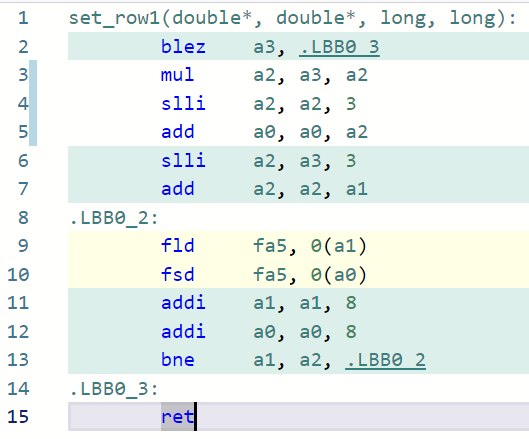 1 set_row1(double*, double*, long, long):
2 blez a3, .LBB0_3
3 mul a2, a3, a2
4 slli a2, a2, 3
5 add a0, a0, a2
6 slli a2, a3, 3
7 add a2, a2, a1
8 .LBB0_2:
9 fld fa5, 0(a1)
10 fsd fa5, 0(a0)
11 addi a1, a1, 8
12 addi a0, a0, 8
13 bne a1, a2, .LBB0_2
14 .LBB0_3:
15 ret